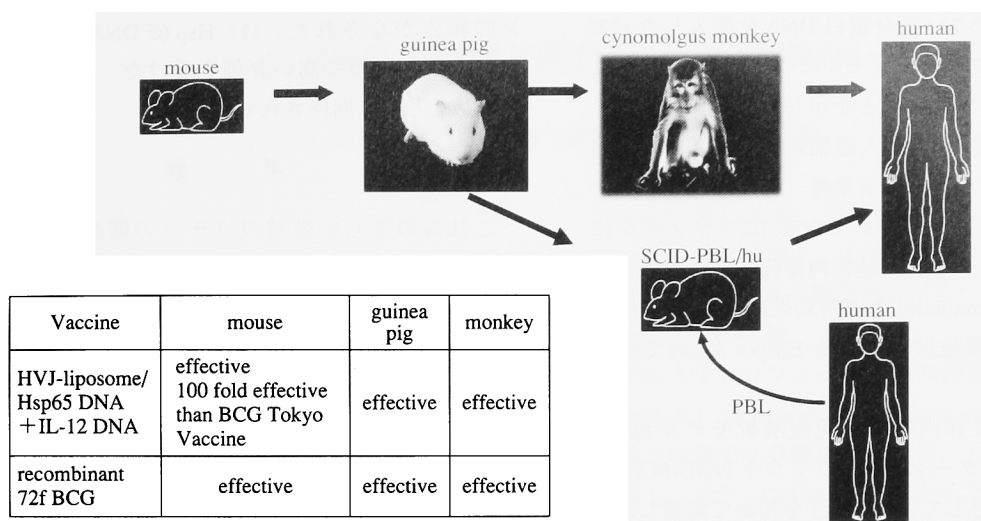 mouse
guinea pig
cynomolgus monkey
human
SCID-PBL/hu
human
PBL
Vaccine
mouse
guinea
pig
monkey
HVJ-liposome/
Hsp65 DNA
+IL-12 DNA
effective
100 fold effective
than BCG Tokyo
Vaccine
effective
effective
recombinant
72f BCG
effective
effective
effective